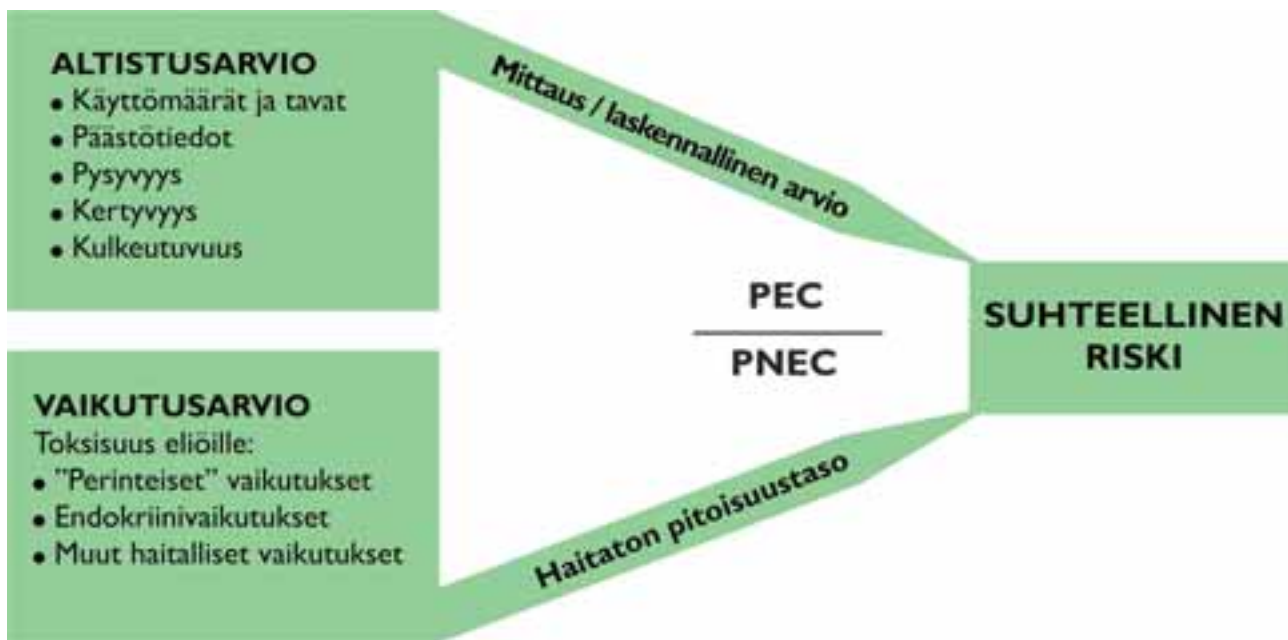 ALTISTUSARVIO
• Käyttömäärät ja tavat
• Päästötiedot
• Pysyvyys
• Kertyvyys
• Kulkeutuvuus
Mittaus / laskennallinen arvio
PEC
PNEC
SUHTEELLINEN
RISKI
VAIKUTUSARVIO
Toksisuus eliöille:
• ”Perinteiset” vaikutukset
• Endokriinivaikutukset
• Muut haitalliset vaikutukset
Haitaton pitoisuustaso